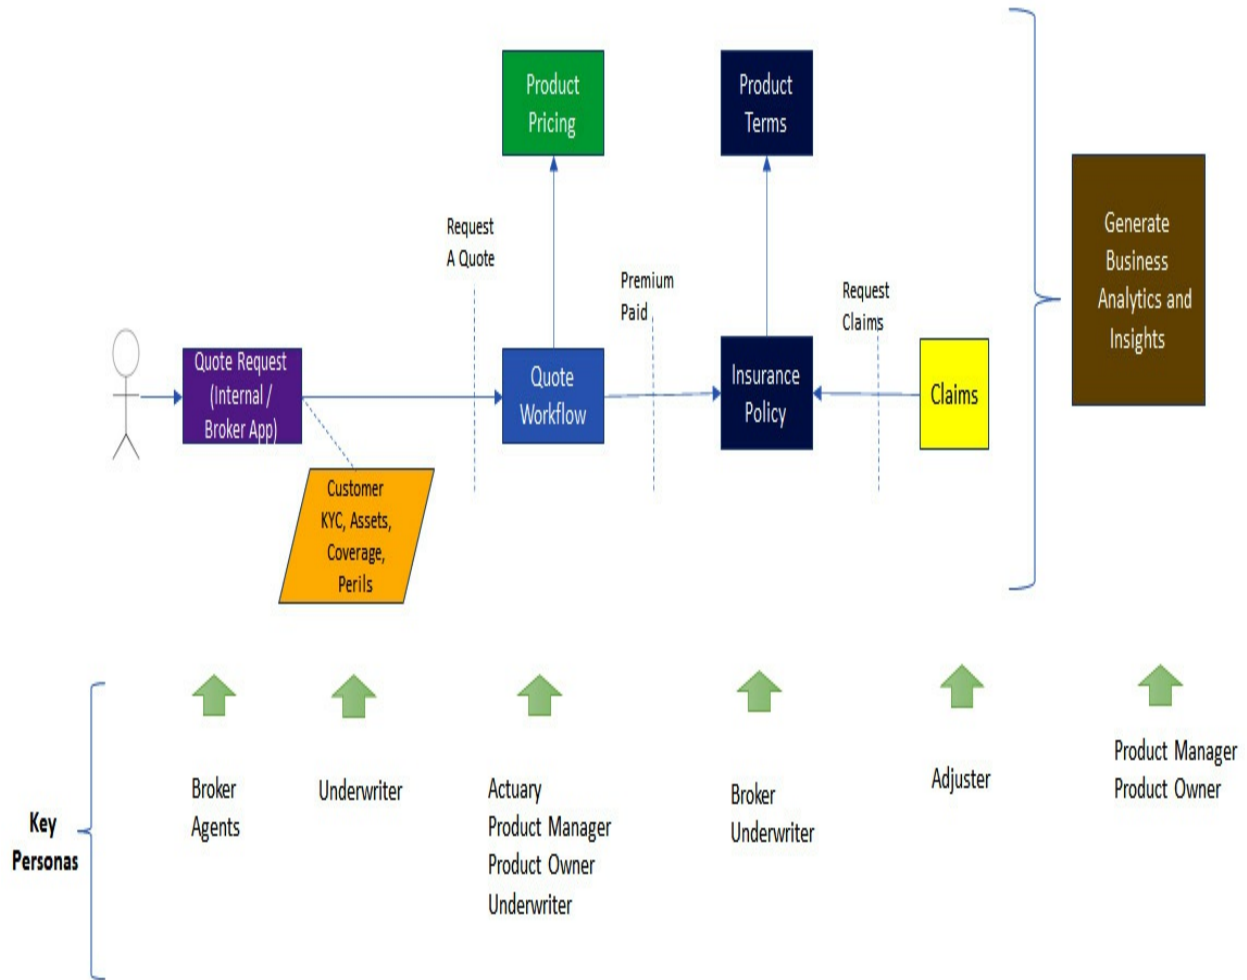 Product
Pricing
Product
Terms
Request
A Quote
Premium
Paid
Request
Claims
Generate
Business
Analytics and
Insights
Quote Request
(Internal /
Broker App)
Quote
Workflow
Insurance
Policy
Claims
Customer
KYC, Assets,
Coverage,
Perils
Key
Personas
Broker
Agents
Underwriter
Actuary
Product Manager
Product Owner
Underwriter
Broker
Underwriter
Adjuster
Product Manager
Product Owner